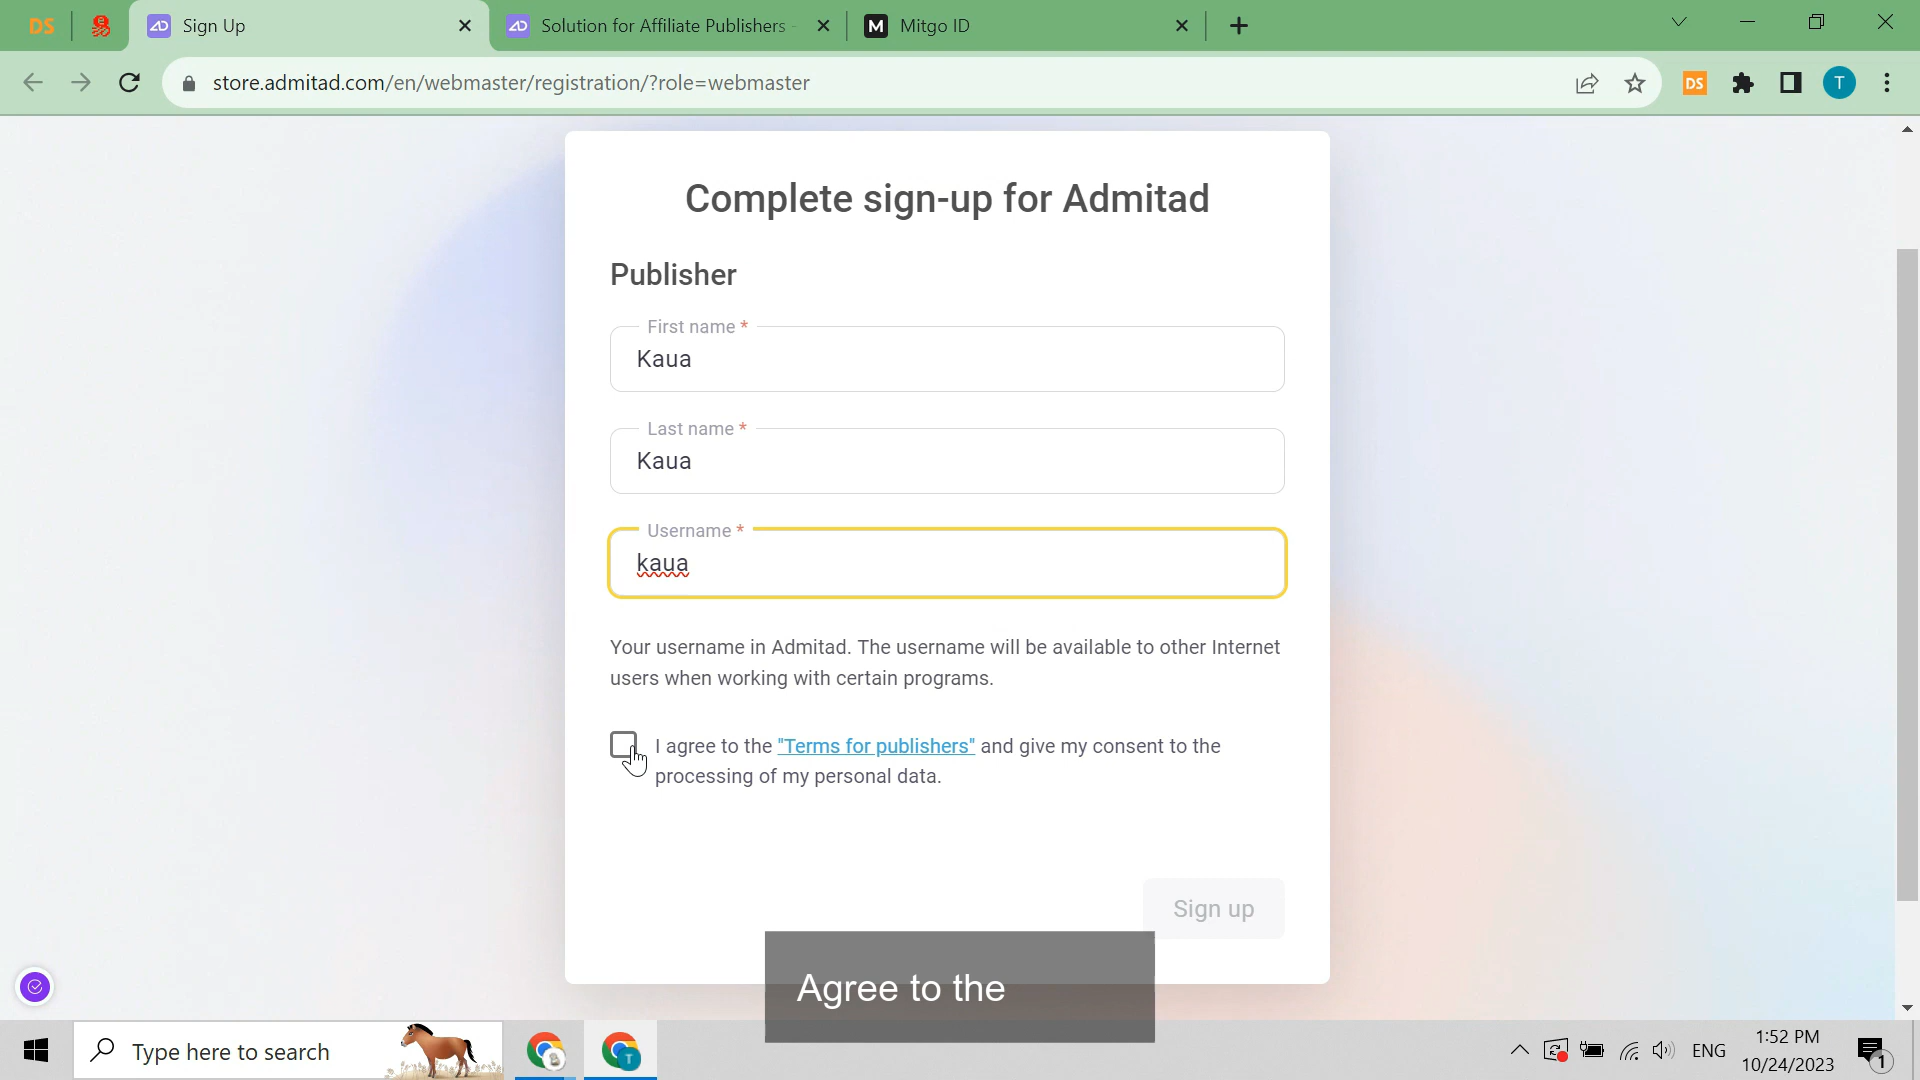 DS
Sign Up
Solution for Affiliate Publishers -
M
Mitgo ID
store.admitad.com/en/webmaster/registration/?role=webmaster
DS
T
Complete sign-up for Admitad
Publisher
First name *
Kaua
Last name *
Kaua
Username *
kaua
Your username in Admitad. The username will be available to other Internet
users when working with certain programs.
I agree to the "Terms for publishers" and give my consent to the
processing of my personal data.
Sign up
Agree to the
Type here to search
T
ENG
1:52 PM
10/24/2023
1